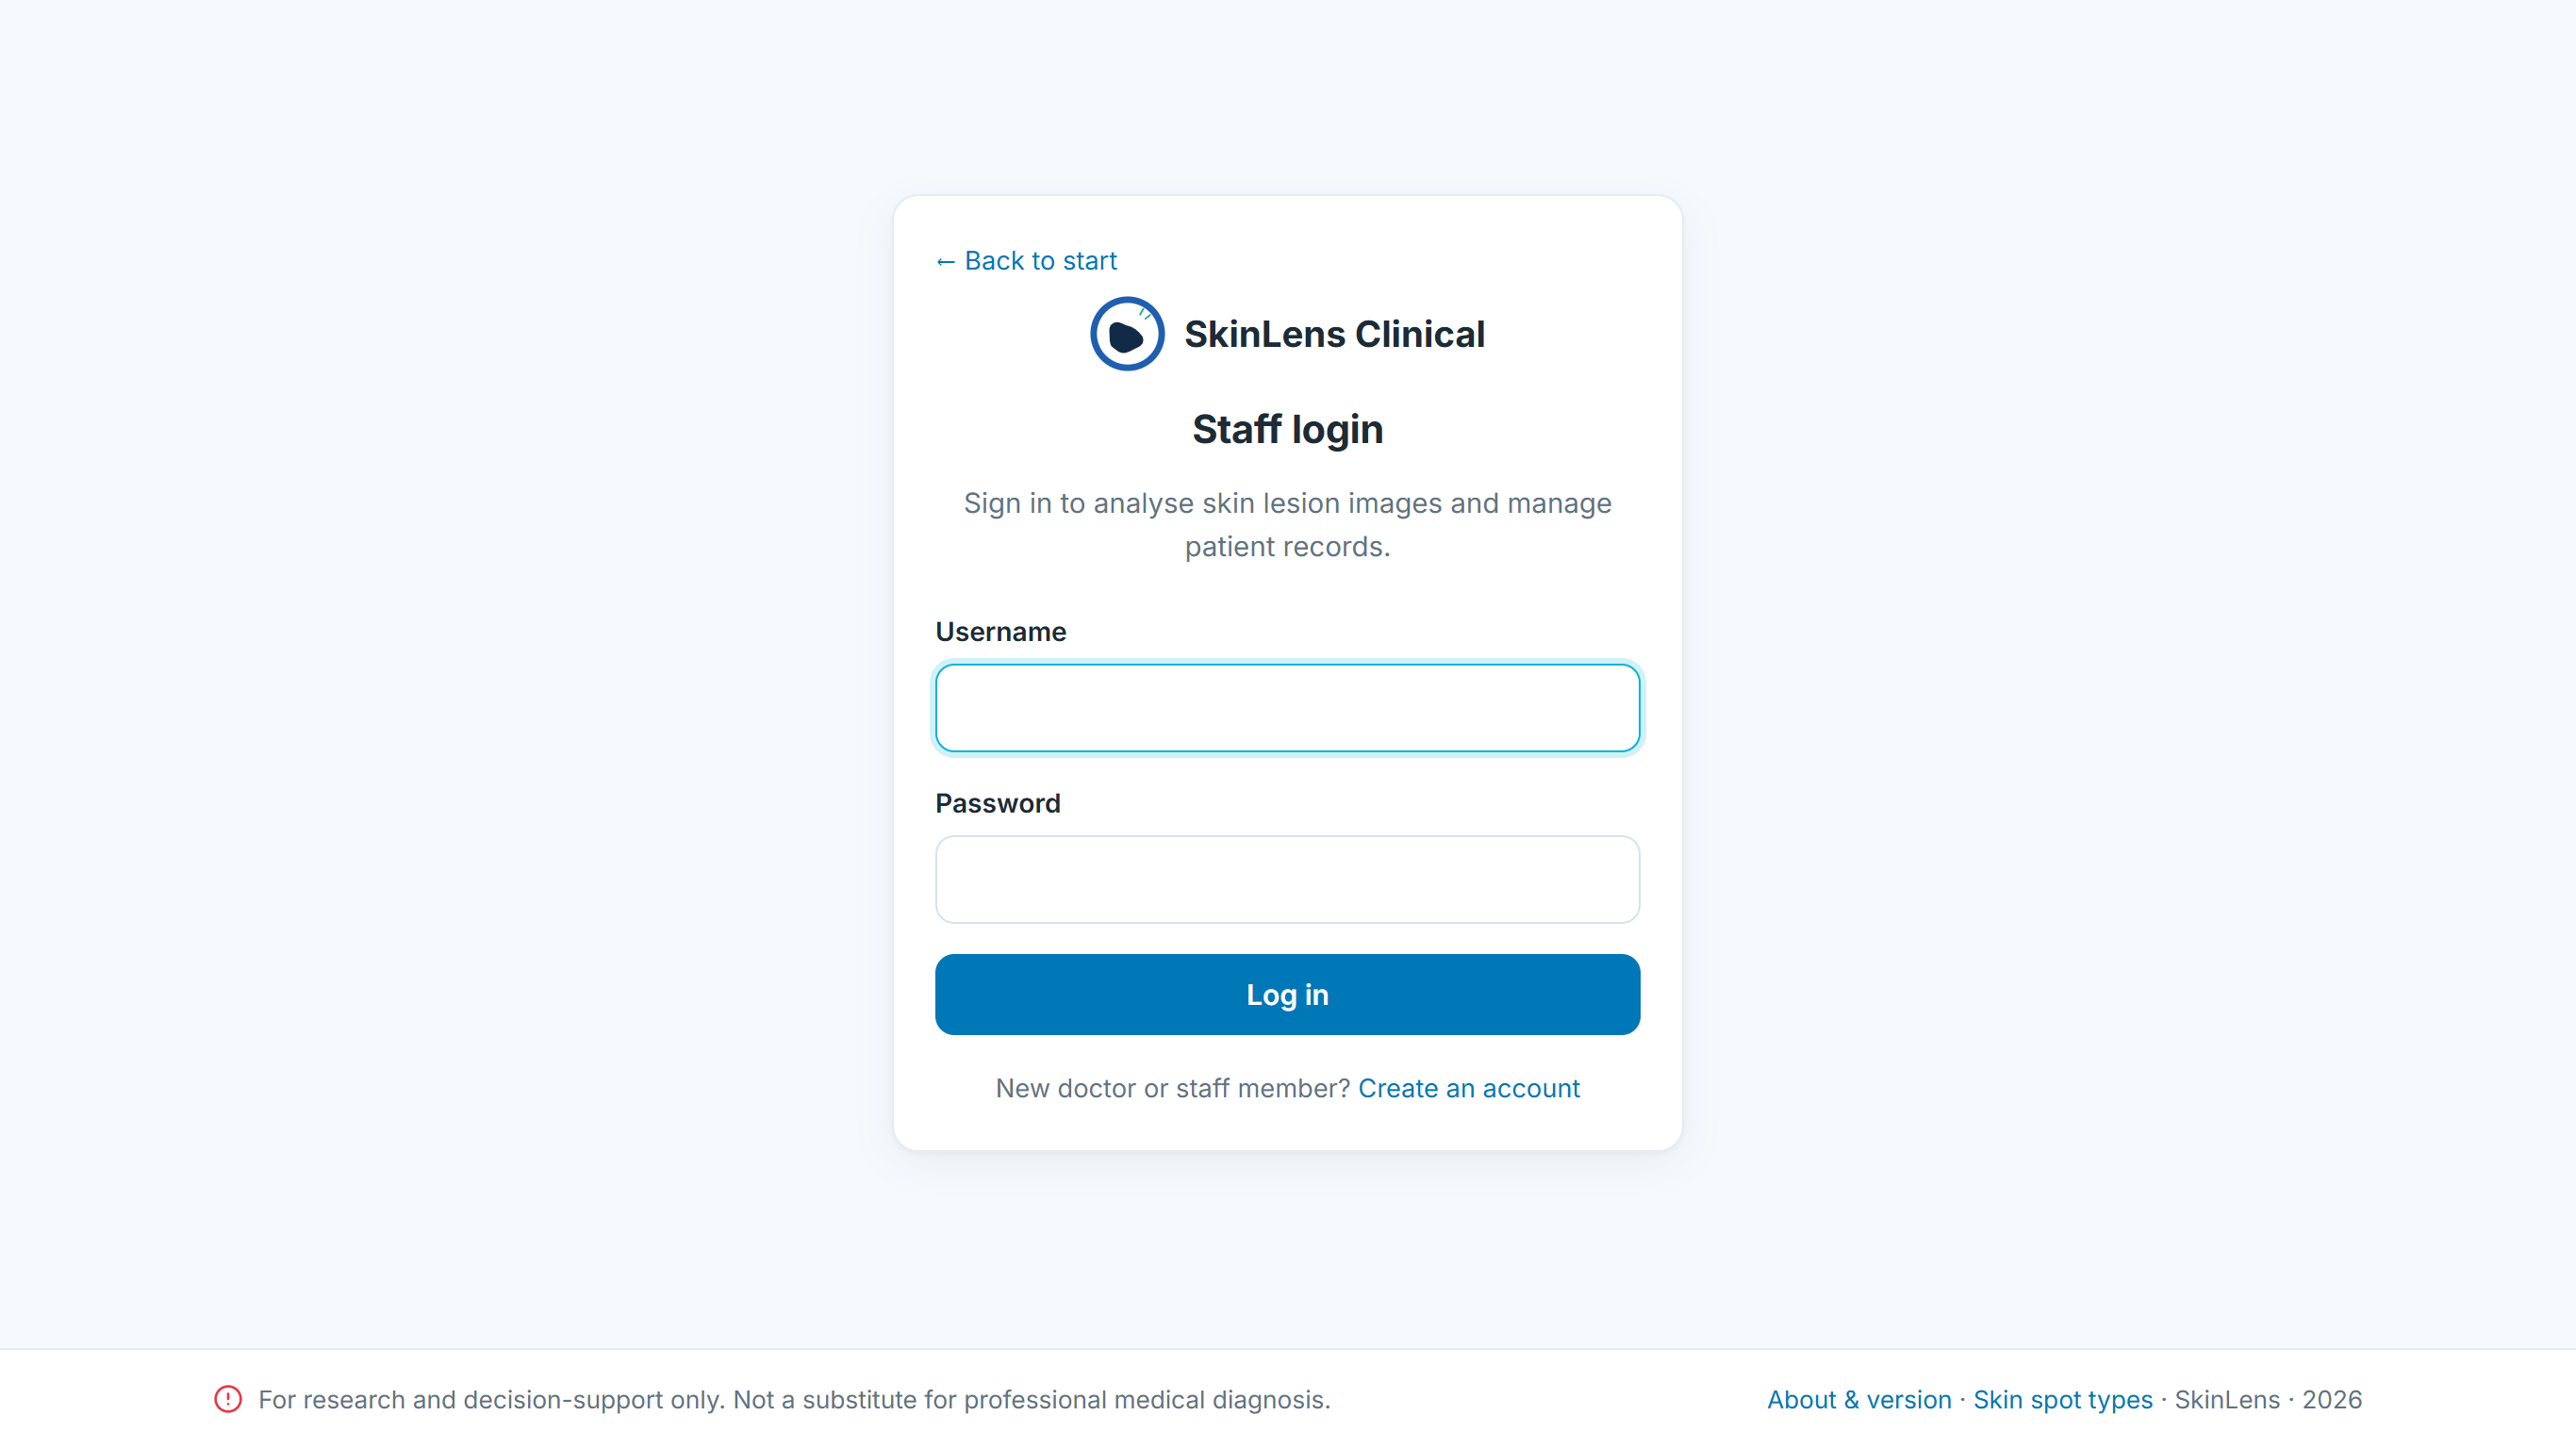 ← Back to start
SkinLens Clinical
Staff login
Sign in to analyse skin lesion images and manage
patient records.
Username
Password
Log in
New doctor or staff member? Create an account
For research and decision-support only. Not a substitute for professional medical diagnosis.
About & version · Skin spot types · SkinLens · 2026